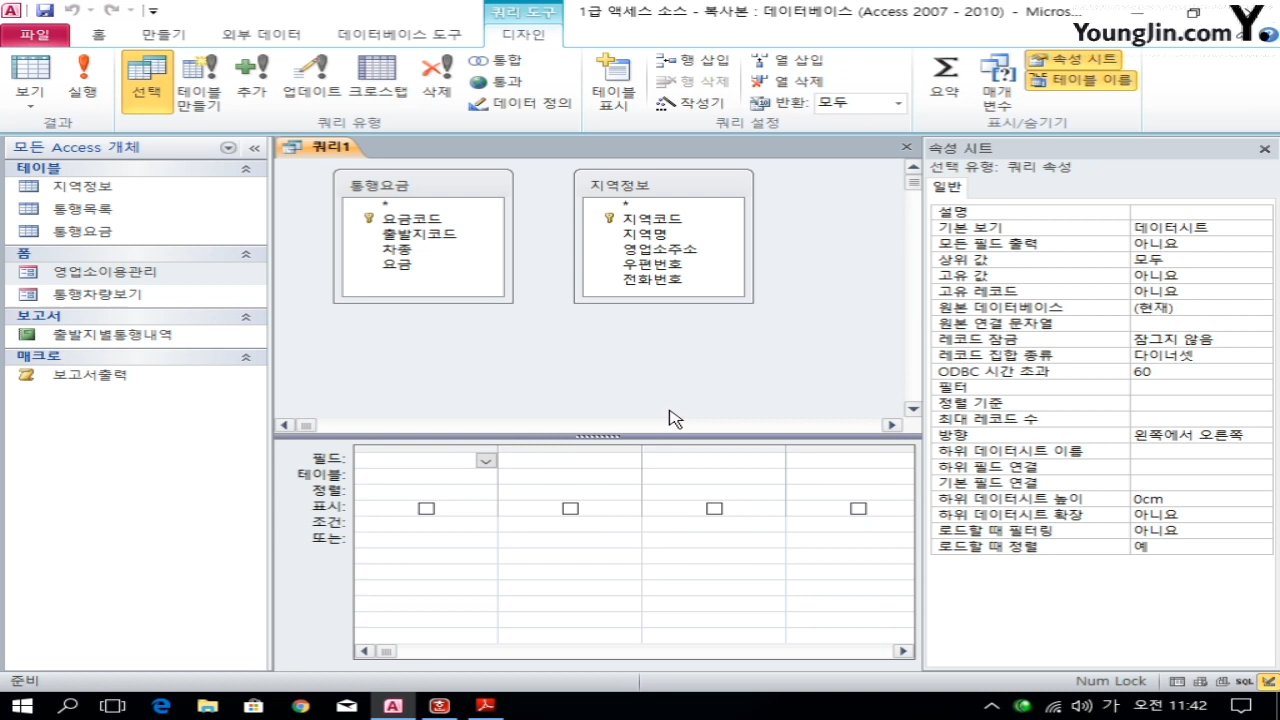 쿼리 도구
1급 액세스 소스 - 복사본 : 데이터베이스 (Access 2007 - 2010) - Micros...
YoungJin.com
파일
홈
만들기
외부 데이터
데이터베이스 도구
디자인
보기
실행
선택
테이블
만들기
추가
업데이트
크로스탭
삭제
통합
통과
데이터 정의
테이블
표시
행 삽입
행 삭제
작성기
열 삽입
열 삭제
반환: 모두
요약
매개
변수
속성 시트
테이블 이름
결과
쿼리 유형
쿼리 설정
표시/숨기기
모든 Access 개체
테이블
지역정보
통행목록
통행요금
폼
영업소이용관리
통행차량보기
보고서
출발지별통행내역
매크로
보고서출력
쿼리1
통행요금
*
요금코드
출발지코드
차종
요금
지역정보
*
지역코드
지역명
영업소주소
우편번호
전화번호
필드:
테이블:
정렬:
표시:
조건:
또는:
속성 시트
선택 유형: 쿼리 속성
일반
설명
기본 보기 데이터시트
모든 필드 출력 아니요
상위 값 모두
고유 값 아니요
고유 레코드 아니요
원본 데이터베이스 (현재)
원본 연결 문자열
레코드 잠금 잠그지 않음
레코드 집합 종류 다이너셋
ODBC 시간 초과 60
필터
정렬 기준
최대 레코드 수
방향 왼쪽에서 오른쪽
하위 데이터시트 이름
하위 필드 연결
기본 필드 연결
하위 데이터시트 높이 0cm
하위 데이터시트 확장 아니요
로드할 때 필터링 아니요
로드할 때 정렬 예
준비
Num Lock
SQL
가 오전 11:42